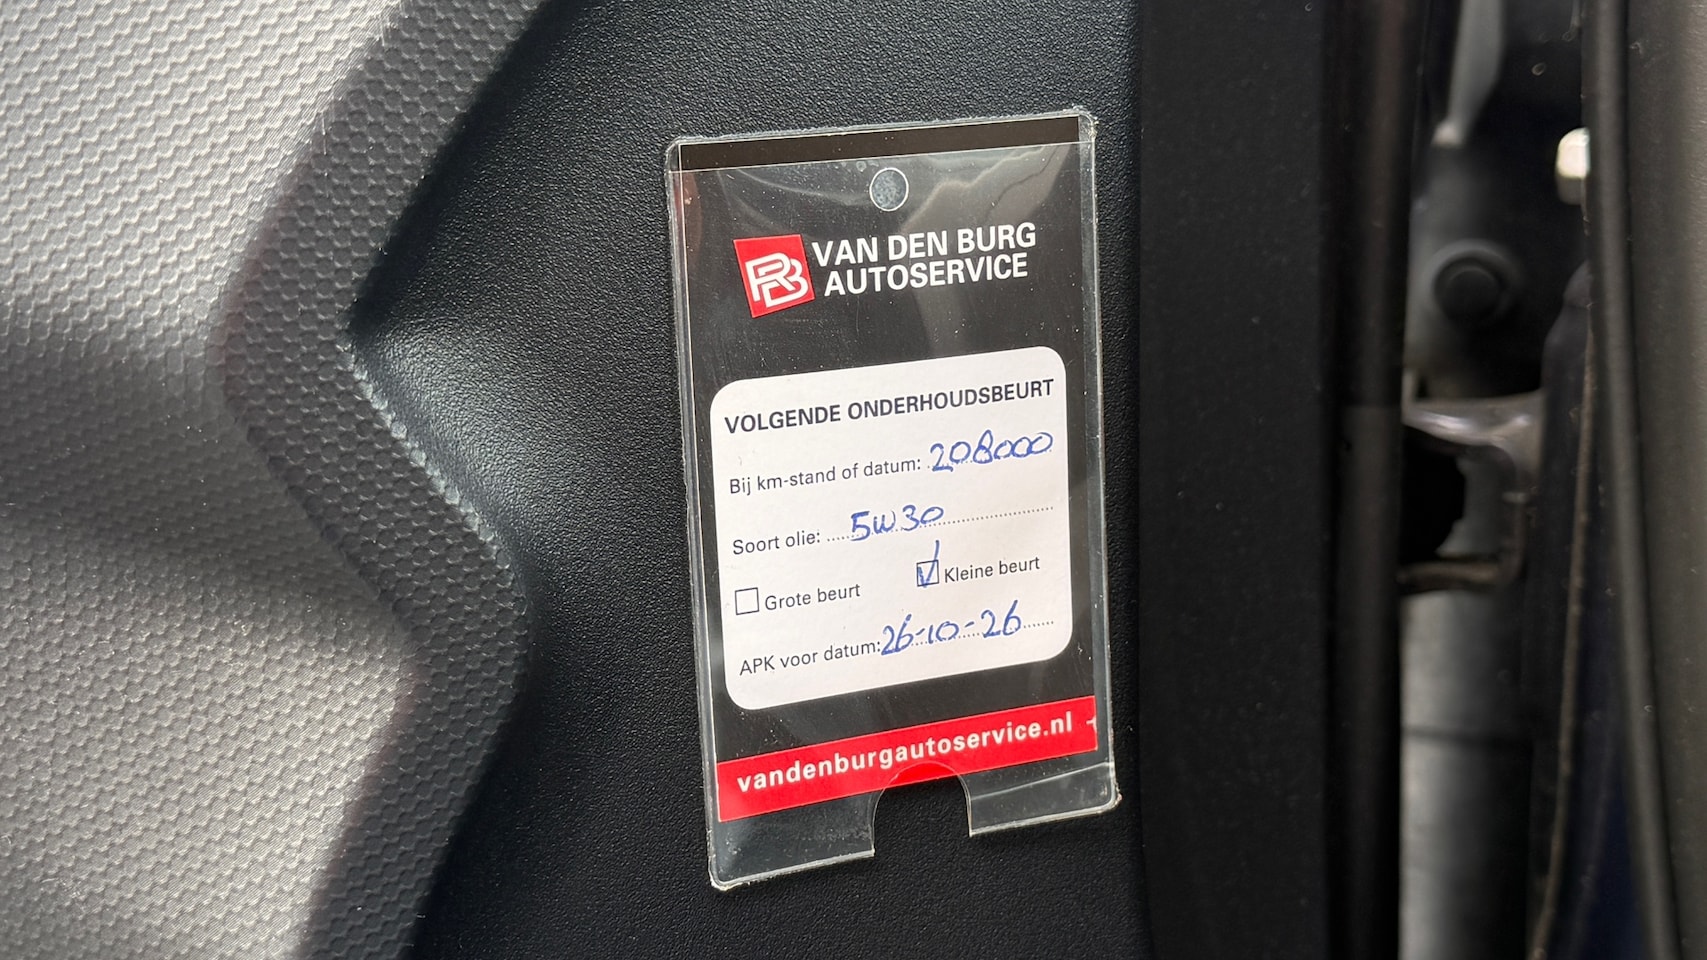 RB
VAN DEN BURG
AUTOSERVICE
VOLGENDE ONDERHOUDSBEURT
Bij km-stand of datum: 208000
Soort olie: 5W30
Grote beurt Kleine beurt
APK voor datum: 26-10-26
vandenburgautoservice.nl